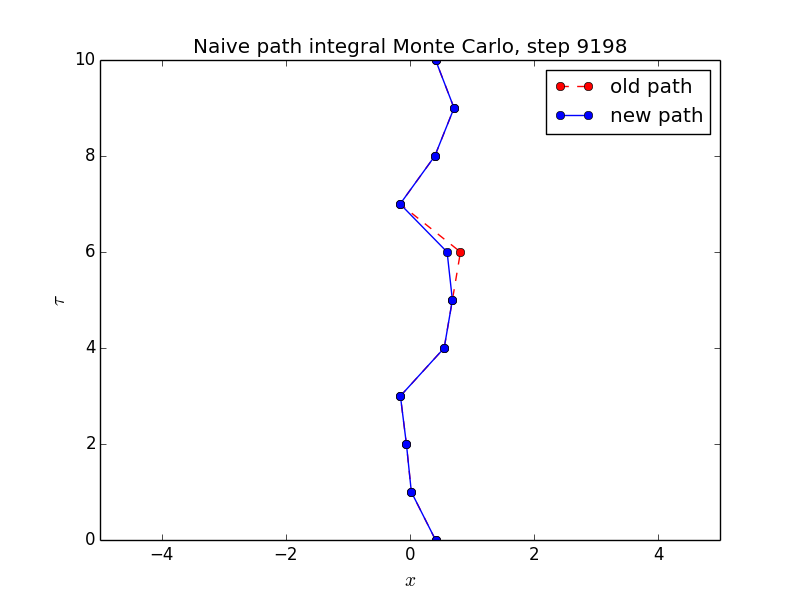 Naive path integral Monte Carlo, step 9198
10
old path
new path
8
6
τ
4
2
0
−4 −2 0 2 4
x